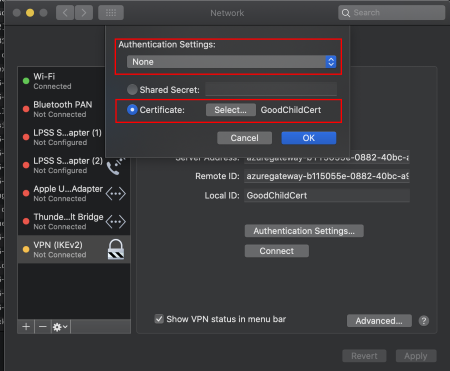 Network
Search
Authentication Settings:
None
Shared Secret:
Certificate:
Select...
GoodChildCert
Cancel
OK
Wi-Fi
Connected
Bluetooth PAN
Not Connected
LPSS S...apter (1)
Not Configured
LPSS S...apter (2)
Not Configured
Apple U...Adapter
Not Connected
Thunde...lt Bridge
Not Connected
VPN (IKEv2)
Not Connected
Server Address:
azuregateway-b115055e-0882-40bc-a
Remote ID:
azuregateway-b115055e-0882-40bc-a9
Local ID:
GoodChildCert
Authentication Settings...
Connect
Show VPN status in menu bar
Advanced...
?
Revert
Apply